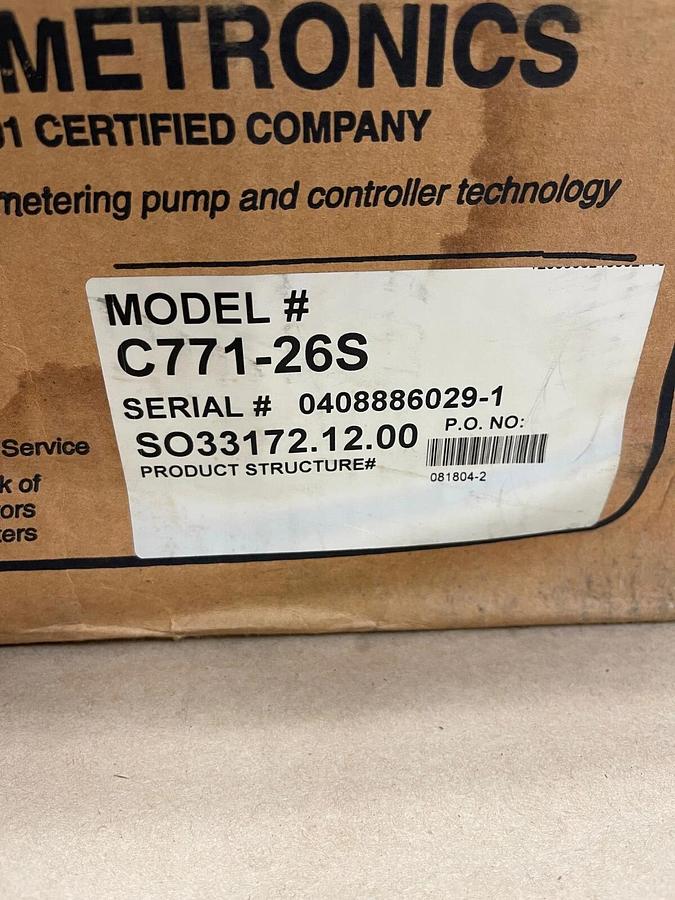 METRONICS
01 CERTIFIED COMPANY
metering pump and controller technology
MODEL #
C771-26S
SERIAL # 0408886029-1
SO33172.12.00
P.O. NO:
PRODUCT STRUCTURE#
081804-2
Service
k of
ors
ters